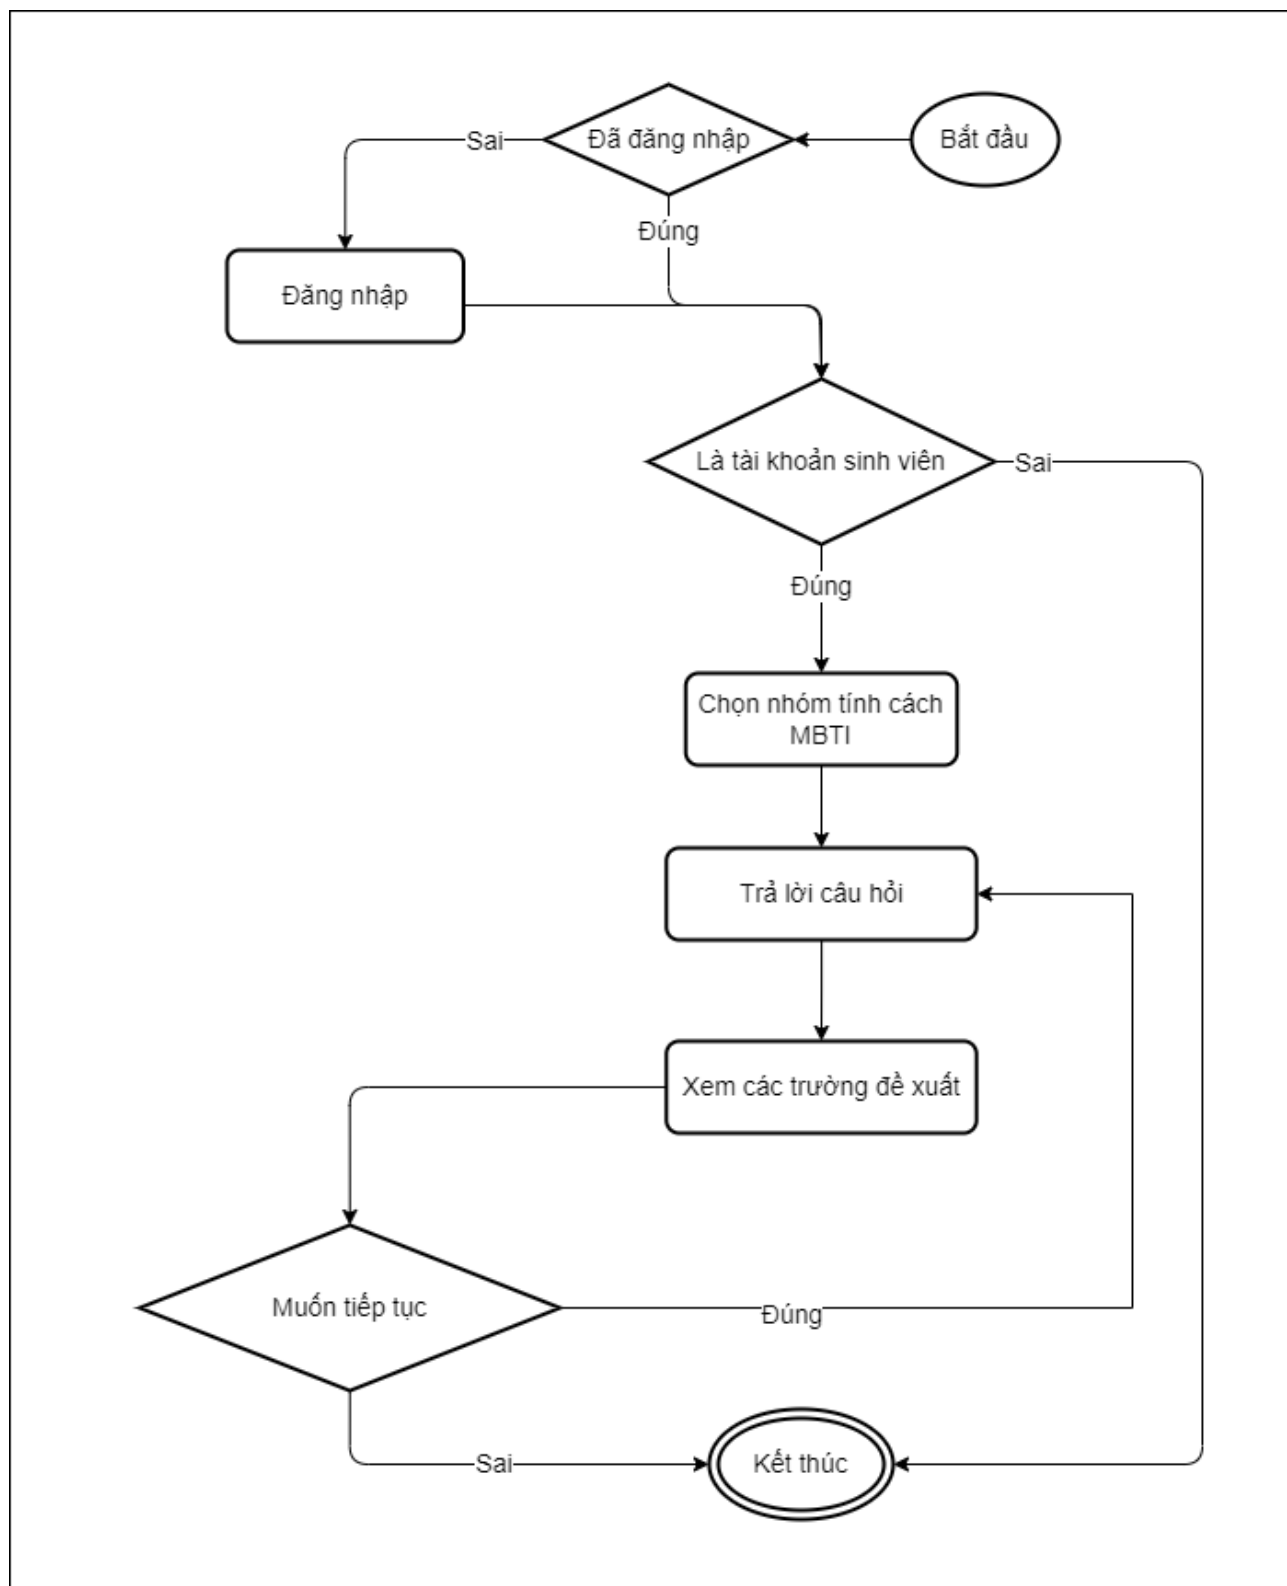 Bắt đầu
Đã đăng nhập
Sai
Đúng
Đăng nhập
Là tài khoản sinh viên
Sai
Đúng
Chọn nhóm tính cách
MBTI
Trả lời câu hỏi
Xem các trường đề xuất
Muốn tiếp tục
Đúng
Sai
Kết thúc